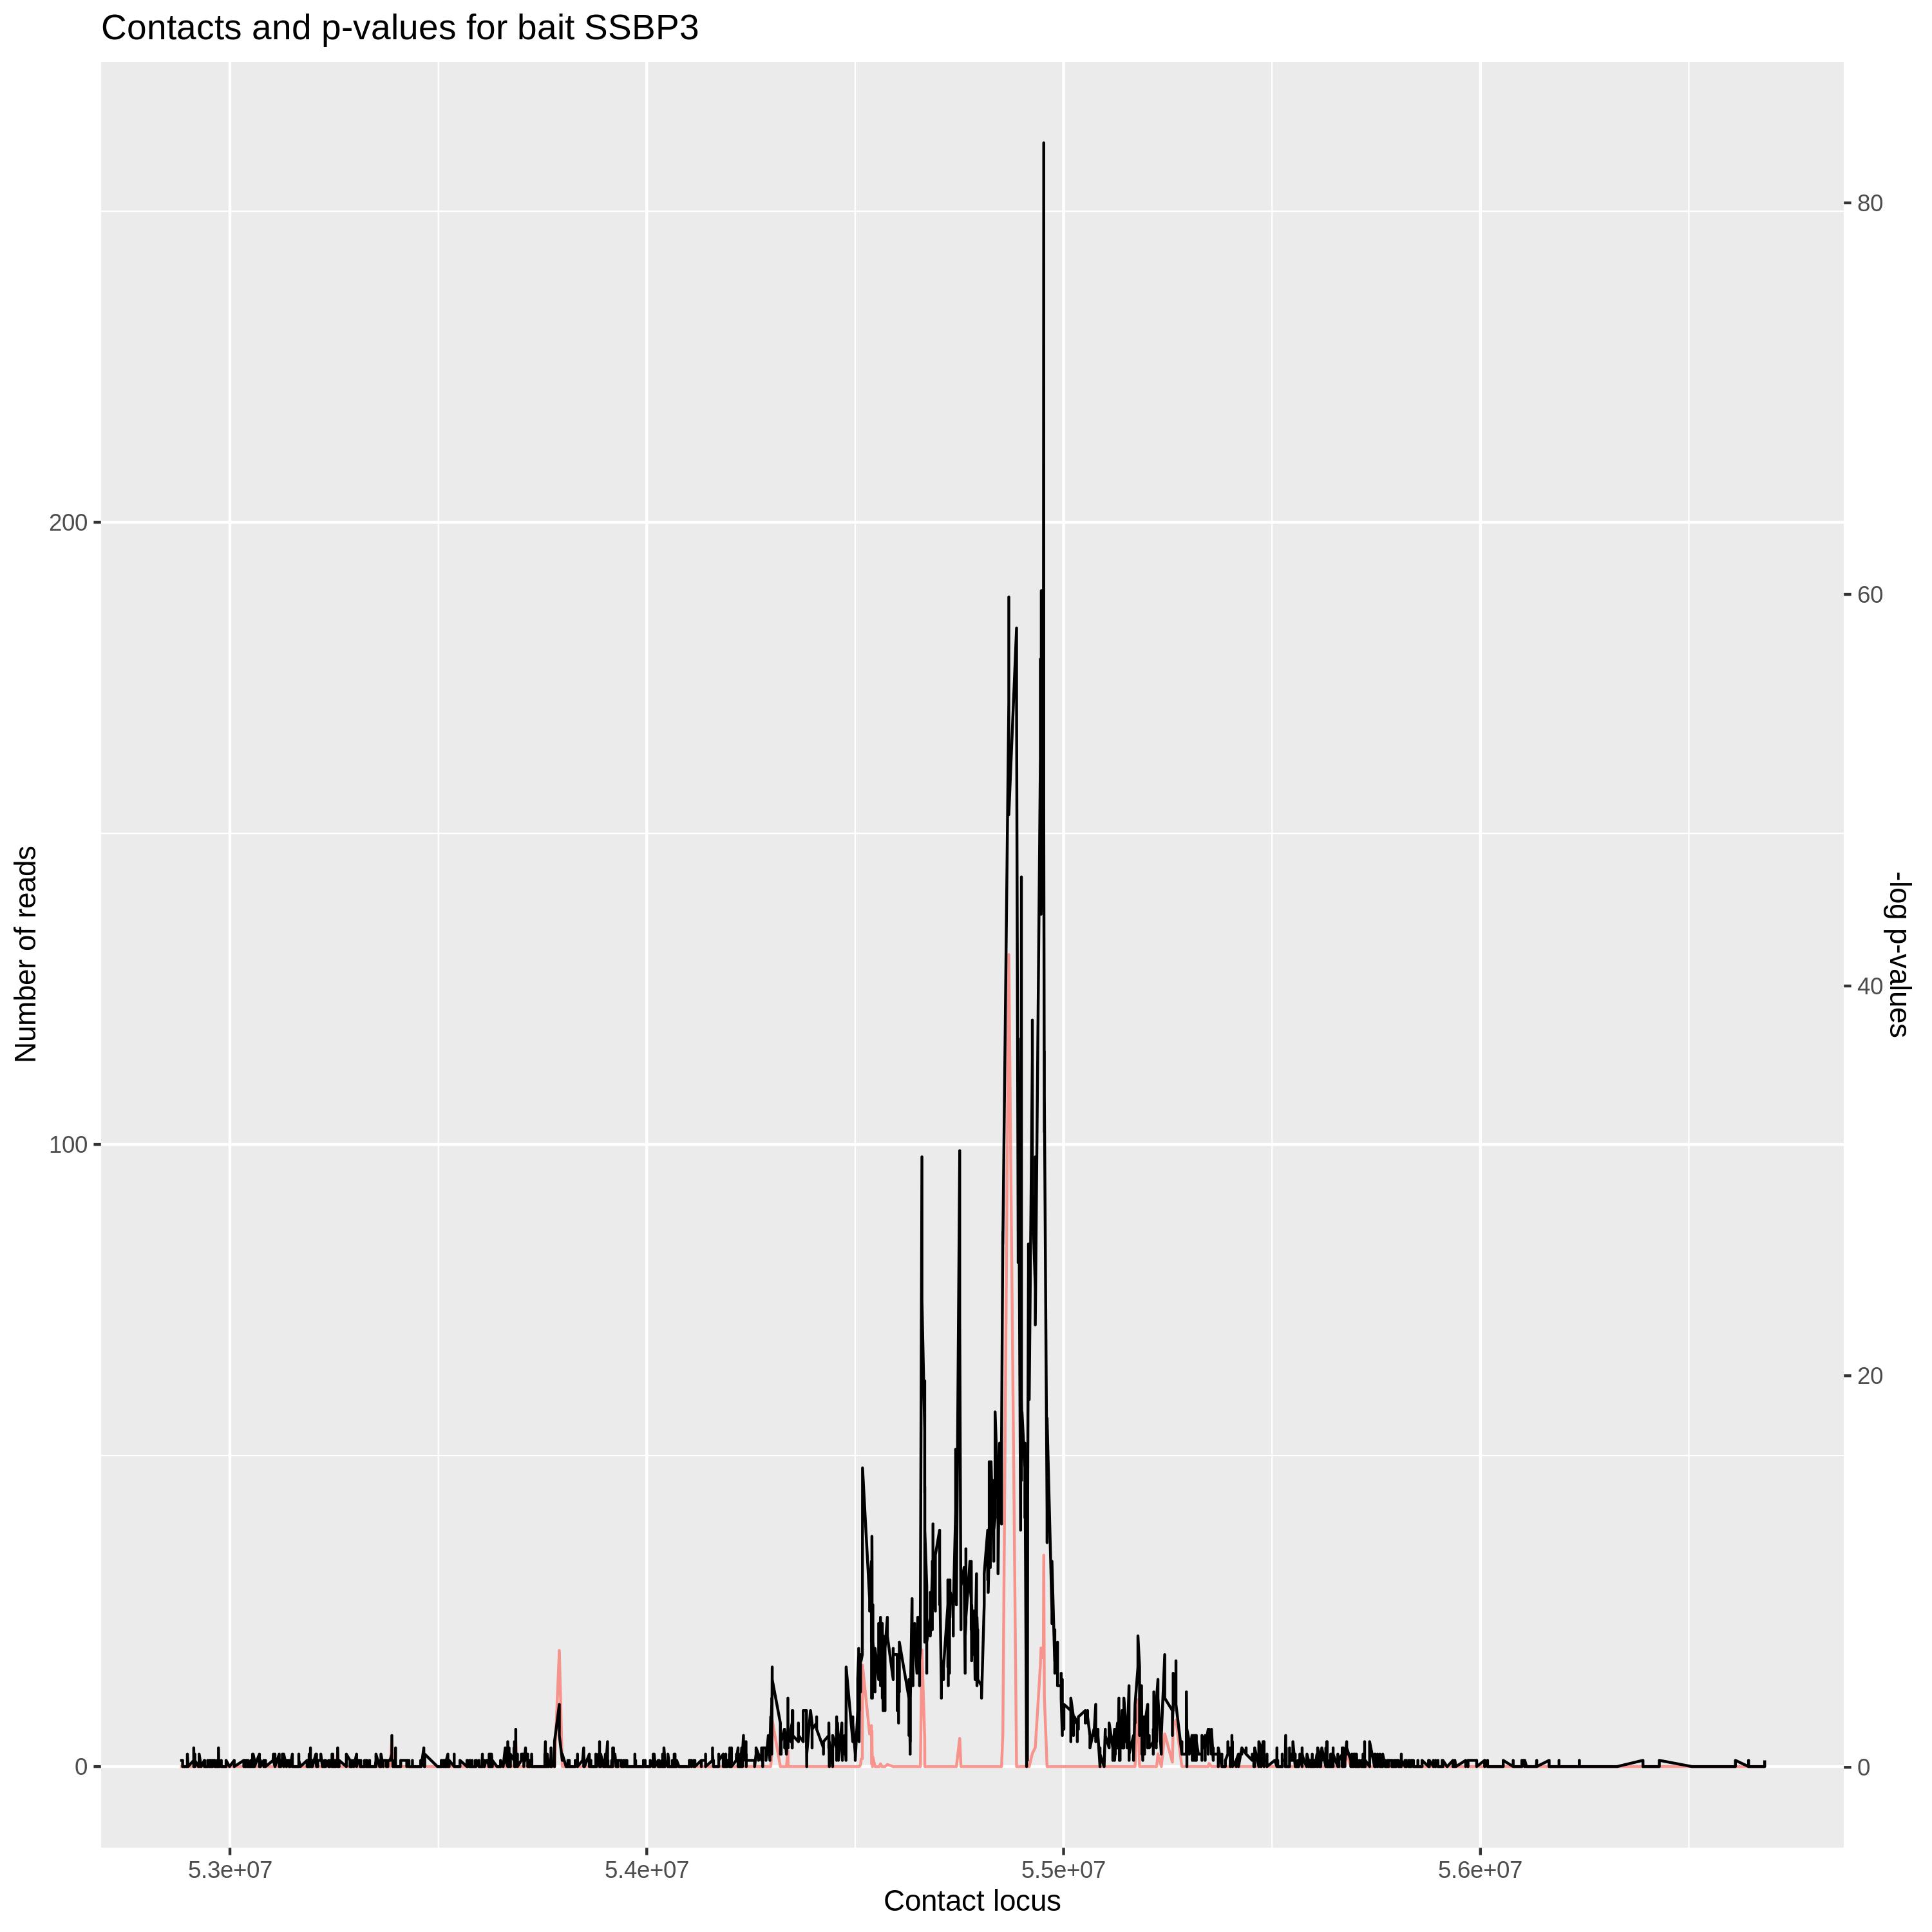 Contacts and p-values for bait SSBP3
200
100
0
Number of reads
80
60
40
20
0
-log p-values
5.3e+07
5.4e+07
5.5e+07
5.6e+07
Contact locus